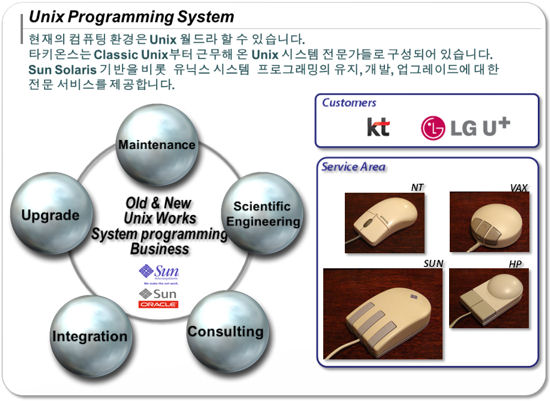 Unix Programming System
현재의 컴퓨팅 환경은 Unix 월드라 할 수 있습니다.
타키온스는 Classic Unix부터 근무해 온 Unix 시스템 전문가들로 구성되어 있습니다.
Sun Solaris 기반을 비롯 유닉스 시스템 프로그래밍의 유지, 개발, 업그레이드에 대한
전문 서비스를 제공합니다.
Customers
kt
LG U+
Maintenance
Upgrade
Old & New
Unix Works
System programming
Business
Scientific
Engineering
Sun
microsystems
We make the net work.
Sun
ORACLE
Integration
Consulting
Service Area
NT
VAX
SUN
HP